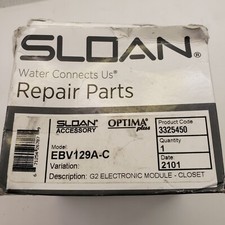 SLOAN®
Water Connects Us®
Repair Parts
SLOAN
ACCESSORY
OPTIMA®
plus
Product Code
3325450
Model
EBV129A-C
Quantity
1
Variation:
Date
2101
Description: G2 ELECTRONIC MODULE - CLOSET